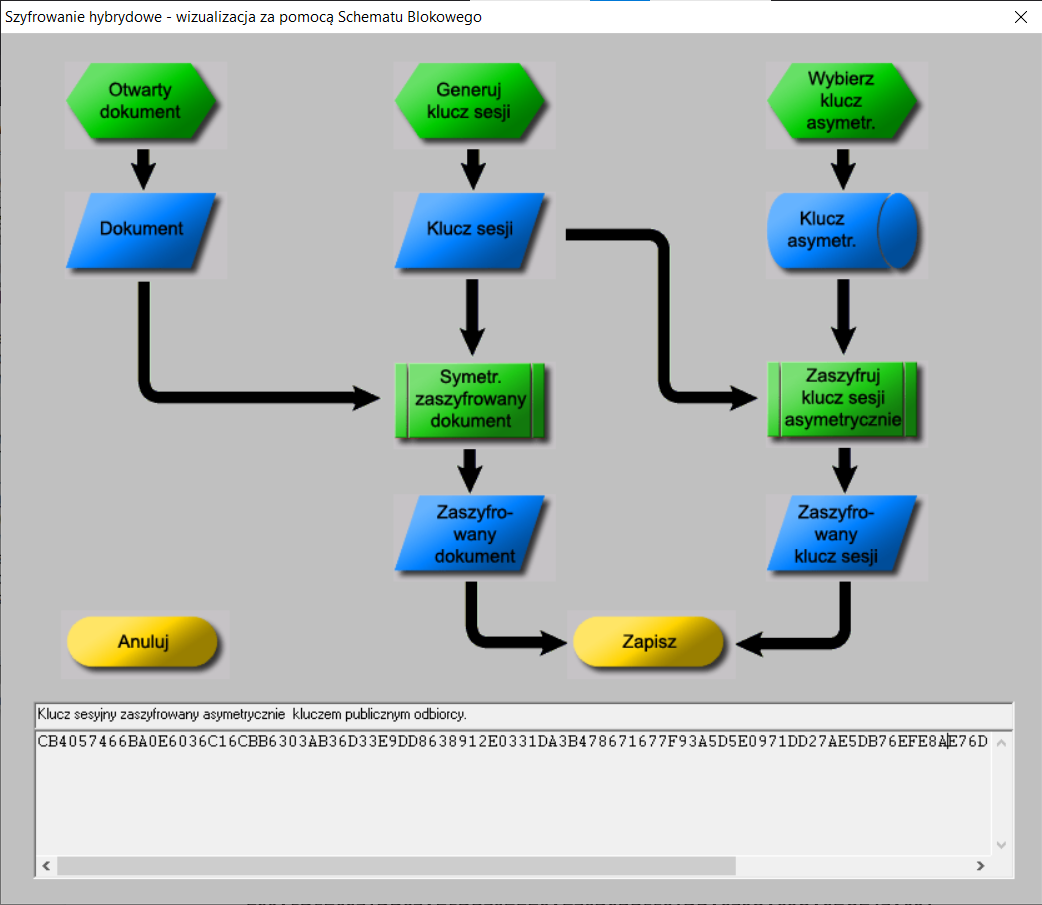 Szyfrowanie hybrydowe - wizualizacja za pomocą Schematu Blokowego
Otwarty
dokument
Generuj
klucz sesji
Wybierz
klucz
asymetr.
Dokument
Klucz sesji
Klucz
asymetr.
Symetr.
zaszyfrowany
dokument
Zaszyfruj
klucz sesji
asymetrycznie
Zaszyfro-
wany
dokument
Zaszyfro-
wany
klucz sesji
Anuluj
Zapisz
Klucz sesyjny zaszyfrowany asymetrycznie  kluczem publicznym odbiorcy.
CB4057466BA0E6036C16CBB6303AB36D33E9DD8638912E0331DA3B478671677F93A5D5E0971DD27AE5DB76EFE8AE76D